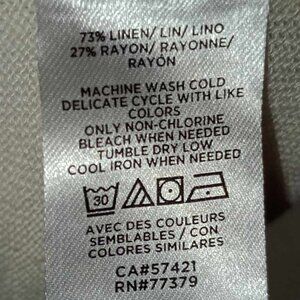 73% LINEN/ LIN/ LINO
27% RAYON/ RAYONNE/
RAYÓN
MACHINE WASH COLD
DELICATE CYCLE WITH LIKE
COLORS
ONLY NON-CHLORINE
BLEACH WHEN NEEDED
TUMBLE DRY LOW
COOL IRON WHEN NEEDED
30
AVEC DES COULEURS
SEMBLABLES / CON
COLORES SIMILARES
CA#57421
RN#77379